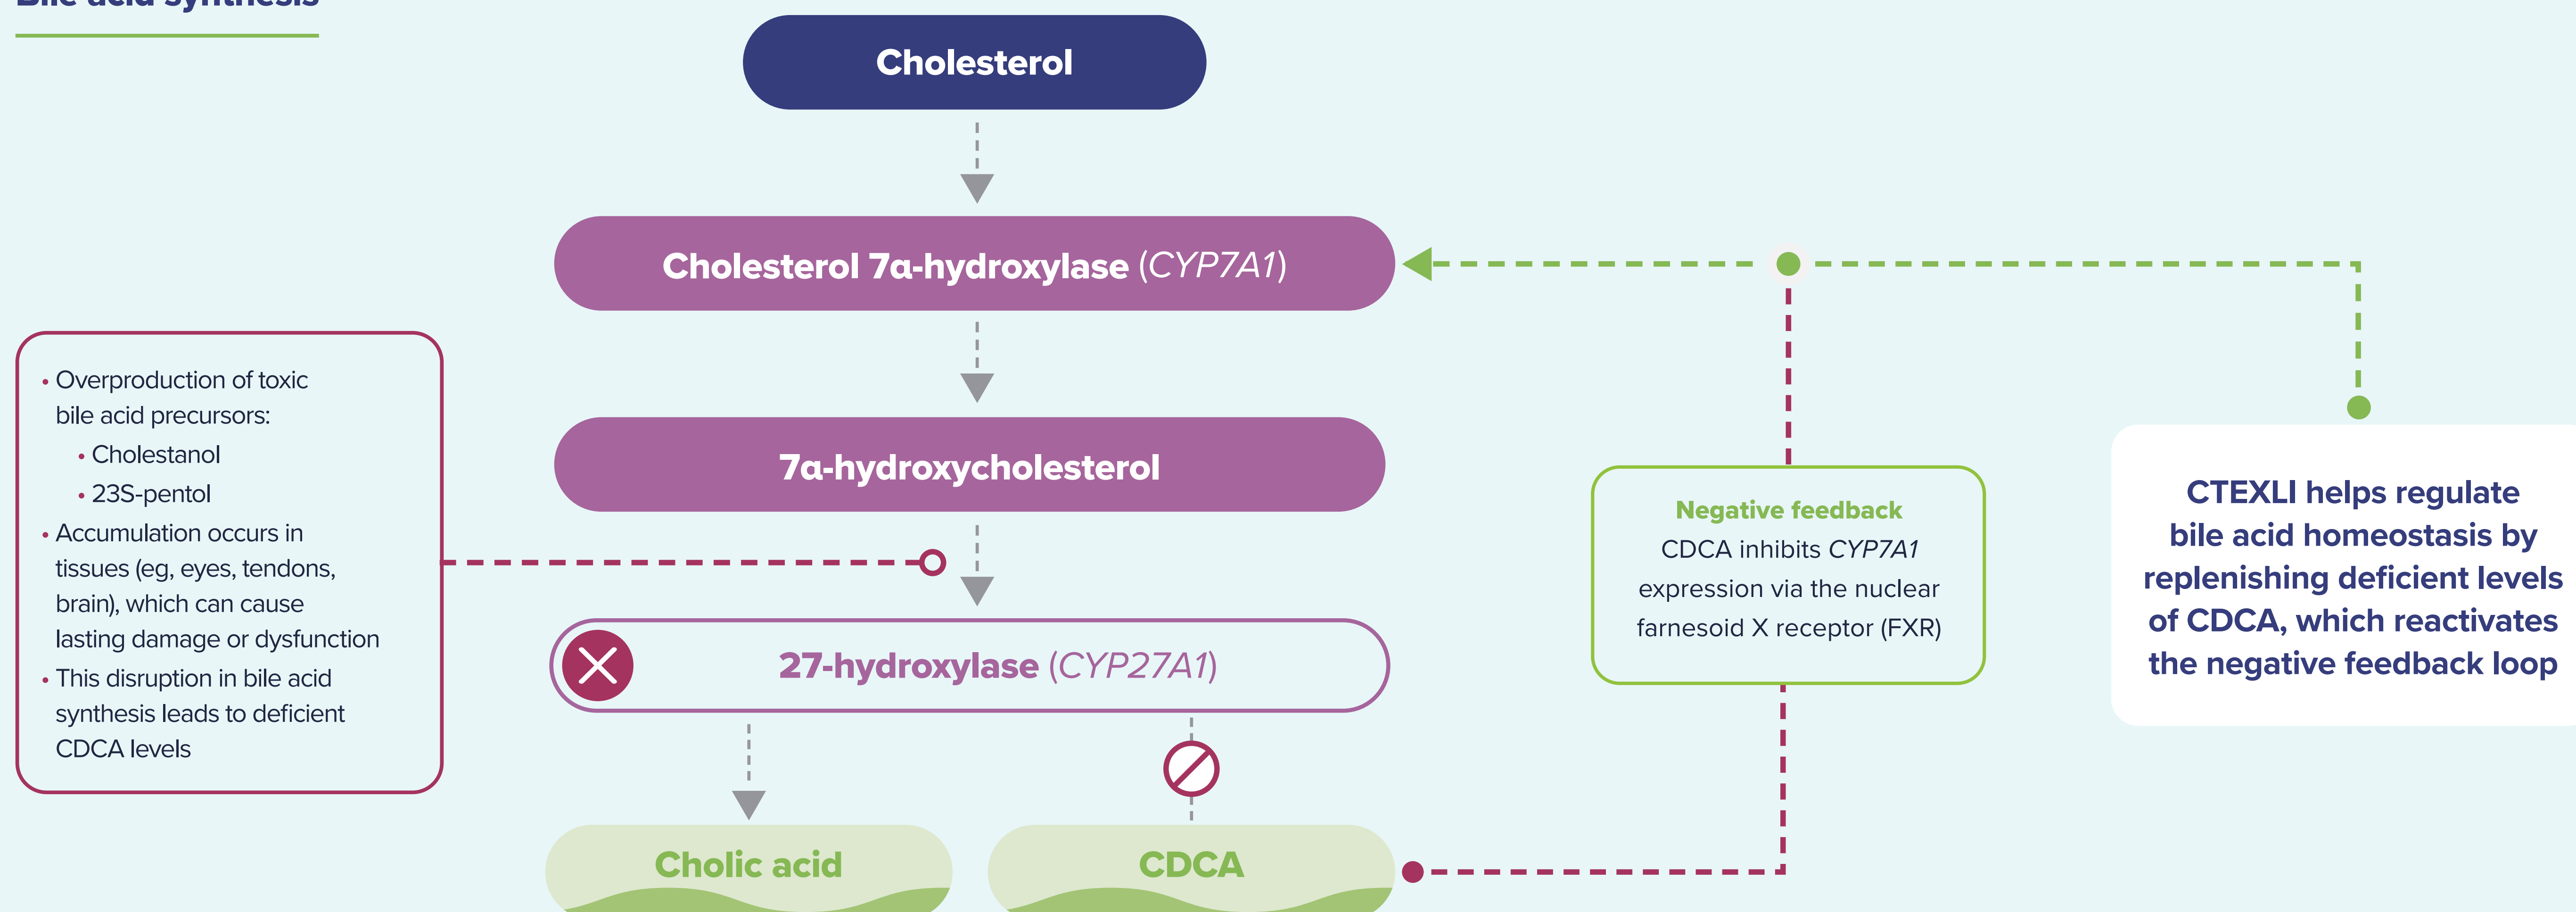 Bile acid synthesis
Cholesterol
Cholesterol 7α-hydroxylase (CYP7A1)
• Overproduction of toxic
bile acid precursors:
• Cholestanol
• 23S-pentol
• Accumulation occurs in
tissues (eg, eyes, tendons,
brain), which can cause
lasting damage or dysfunction
• This disruption in bile acid
synthesis leads to deficient
CDCA levels
7α-hydroxycholesterol
27-hydroxylase (CYP27A1)
Negative feedback
CDCA inhibits CYP7A1
expression via the nuclear
farnesoid X receptor (FXR)
CTEXLI helps regulate
bile acid homeostasis by
replenishing deficient levels
of CDCA, which reactivates
the negative feedback loop
Cholic acid
CDCA